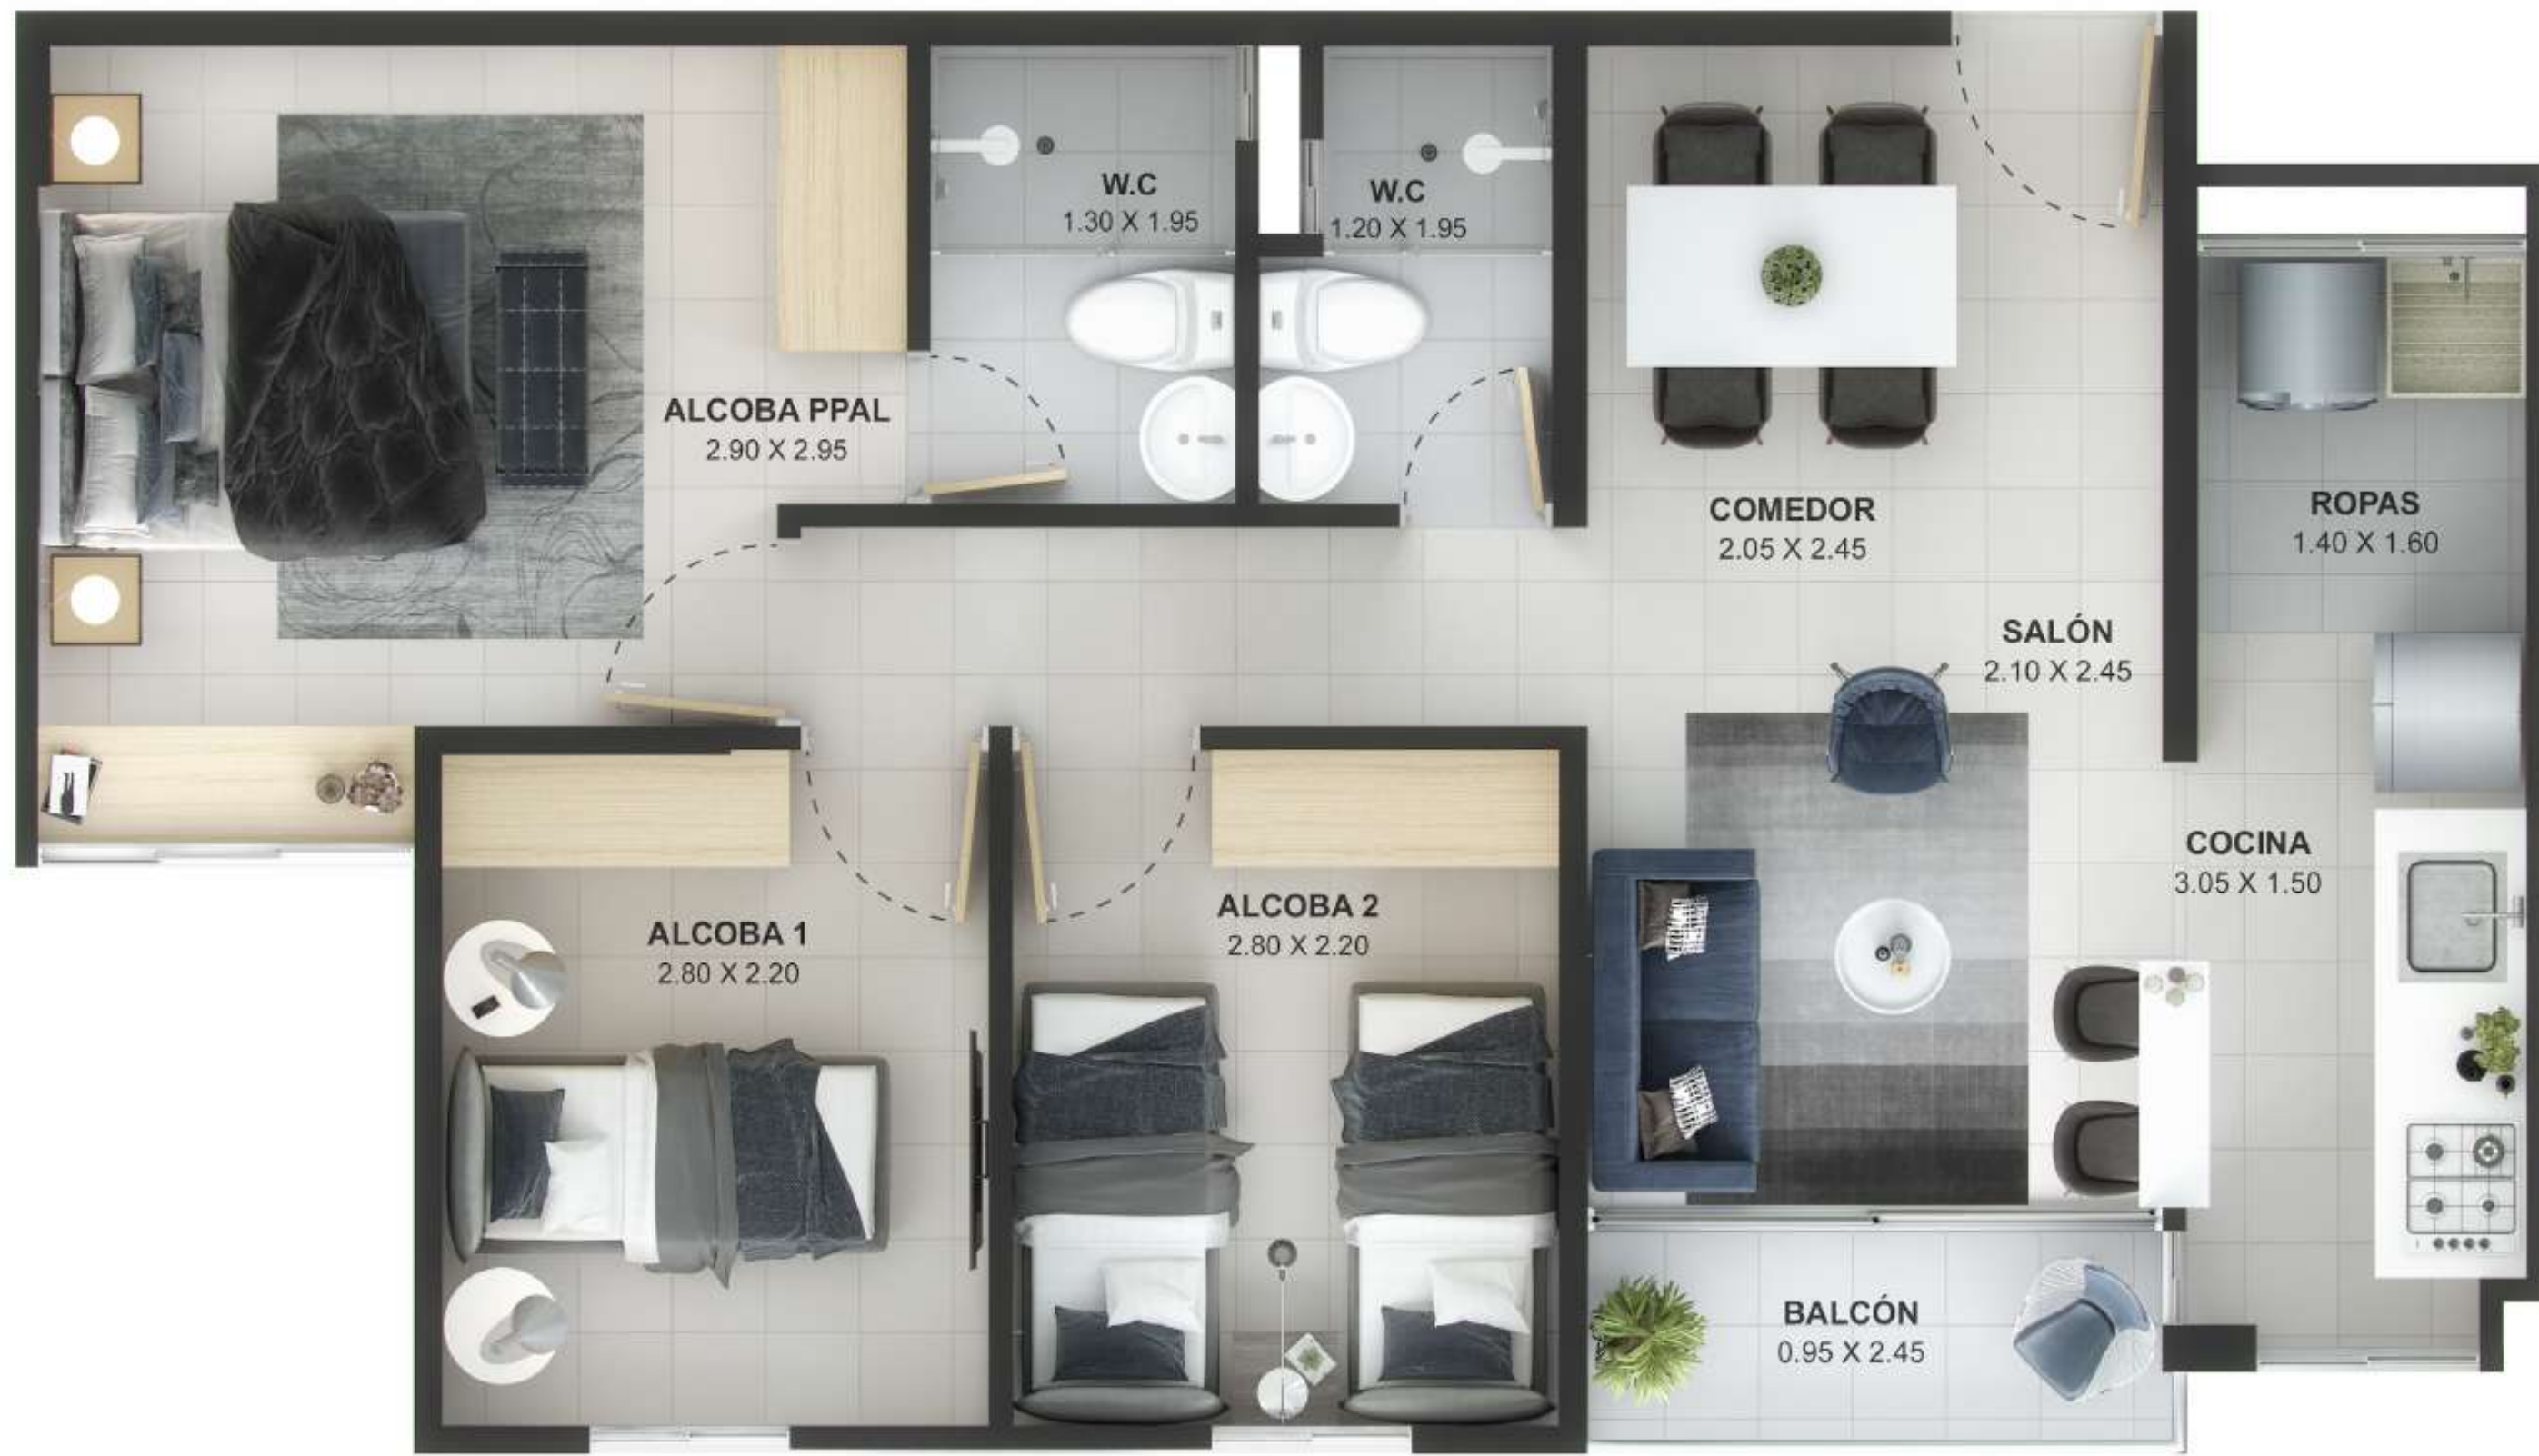 W.C
1.30 X 1.95
W.C
1.20 X 1.95
ALCOBA PPAL
2.90 X 2.95
COMEDOR
2.05 X 2.45
ROPAS
1.40 X 1.60
SALÓN
2.10 X 2.45
COCINA
3.05 X 1.50
ALCOBA 1
2.80 X 2.20
ALCOBA 2
2.80 X 2.20
BALCÓN
0.95 X 2.45